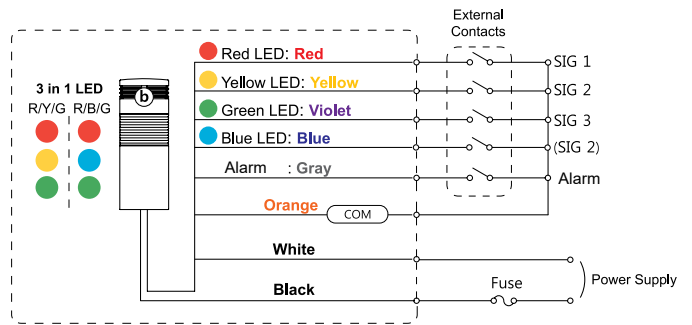 External
Contacts
Red LED: Red
SIG 1
3 in 1 LED
R/Y/G R/B/G
b
Yellow LED: Yellow
SIG 2
Green LED: Violet
SIG 3
Blue LED: Blue
(SIG 2)
Alarm : Gray
Alarm
Orange
COM
White
Black
Fuse
Power Supply